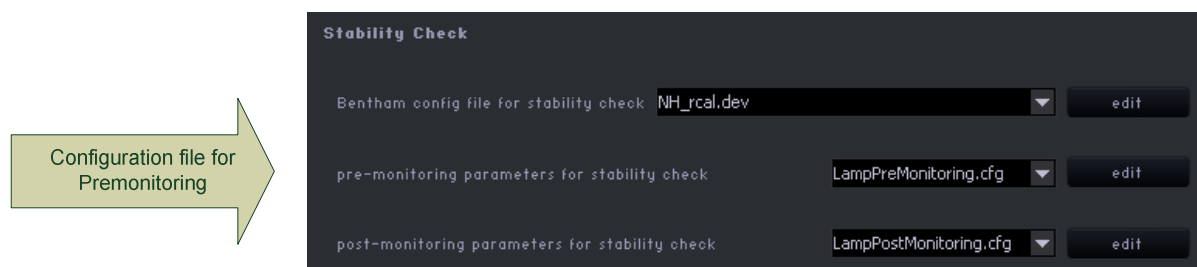 Stability Check
Bentham config file for stability check NH_rcal.dev edit
Configuration file for
Premonitoring
pre-monitoring parameters for stability check LampPreMonitoring.cfg edit
post-monitoring parameters for stability check LampPostMonitoring.cfg edit